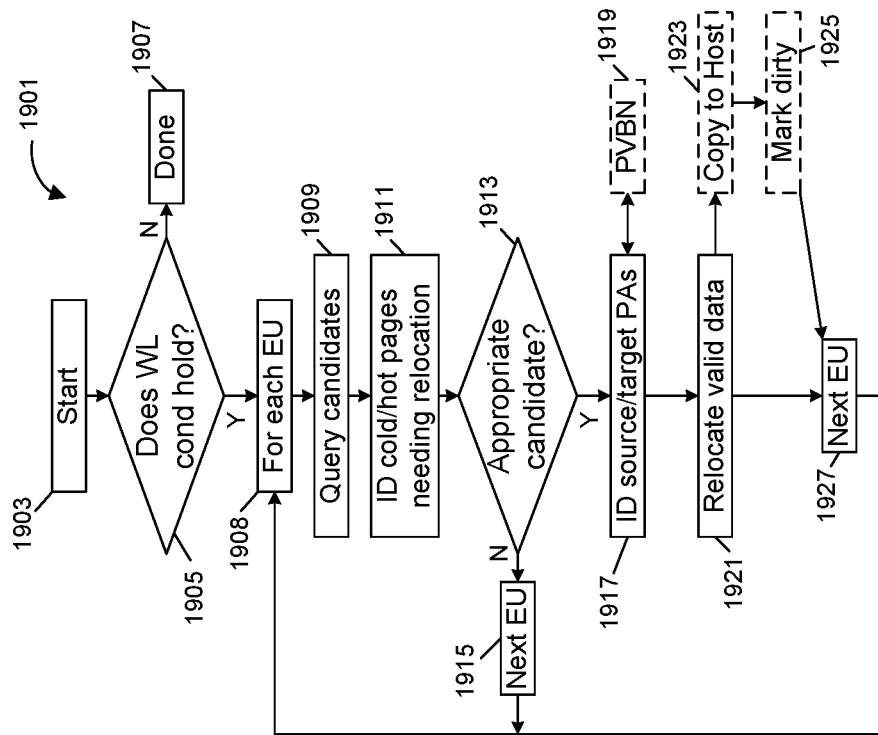 1901
1903
Start
1905
Does WL
cond hold?
N
1907
Done
Y
1908
For each EU
1909
Query candidates
1911
ID cold/hot pages
needing relocation
1913
Appropriate
candidate?
N
1915
Next EU
Y
1917
ID source/target PAs
1919
PVBN
1921
Relocate valid data
1923
Copy to Host
1925
Mark dirty
1927
Next EU